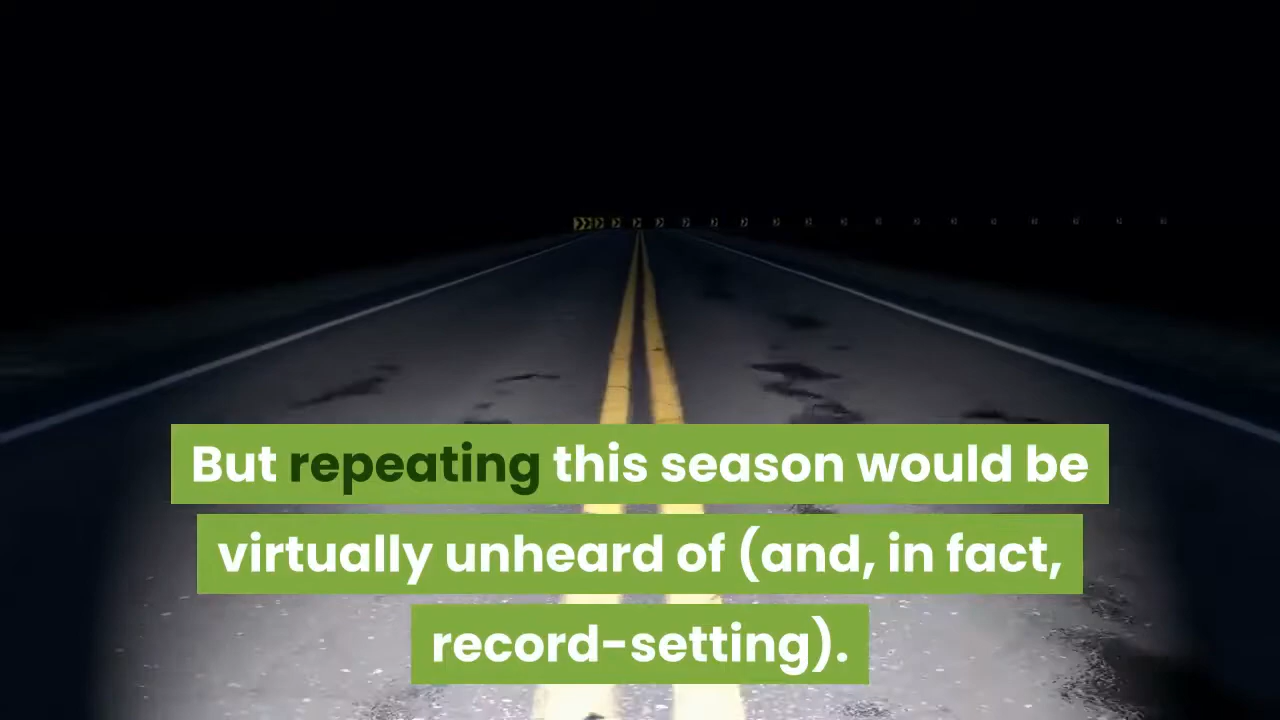 But repeating this season would be
virtually unheard of (and, in fact,
record-setting).